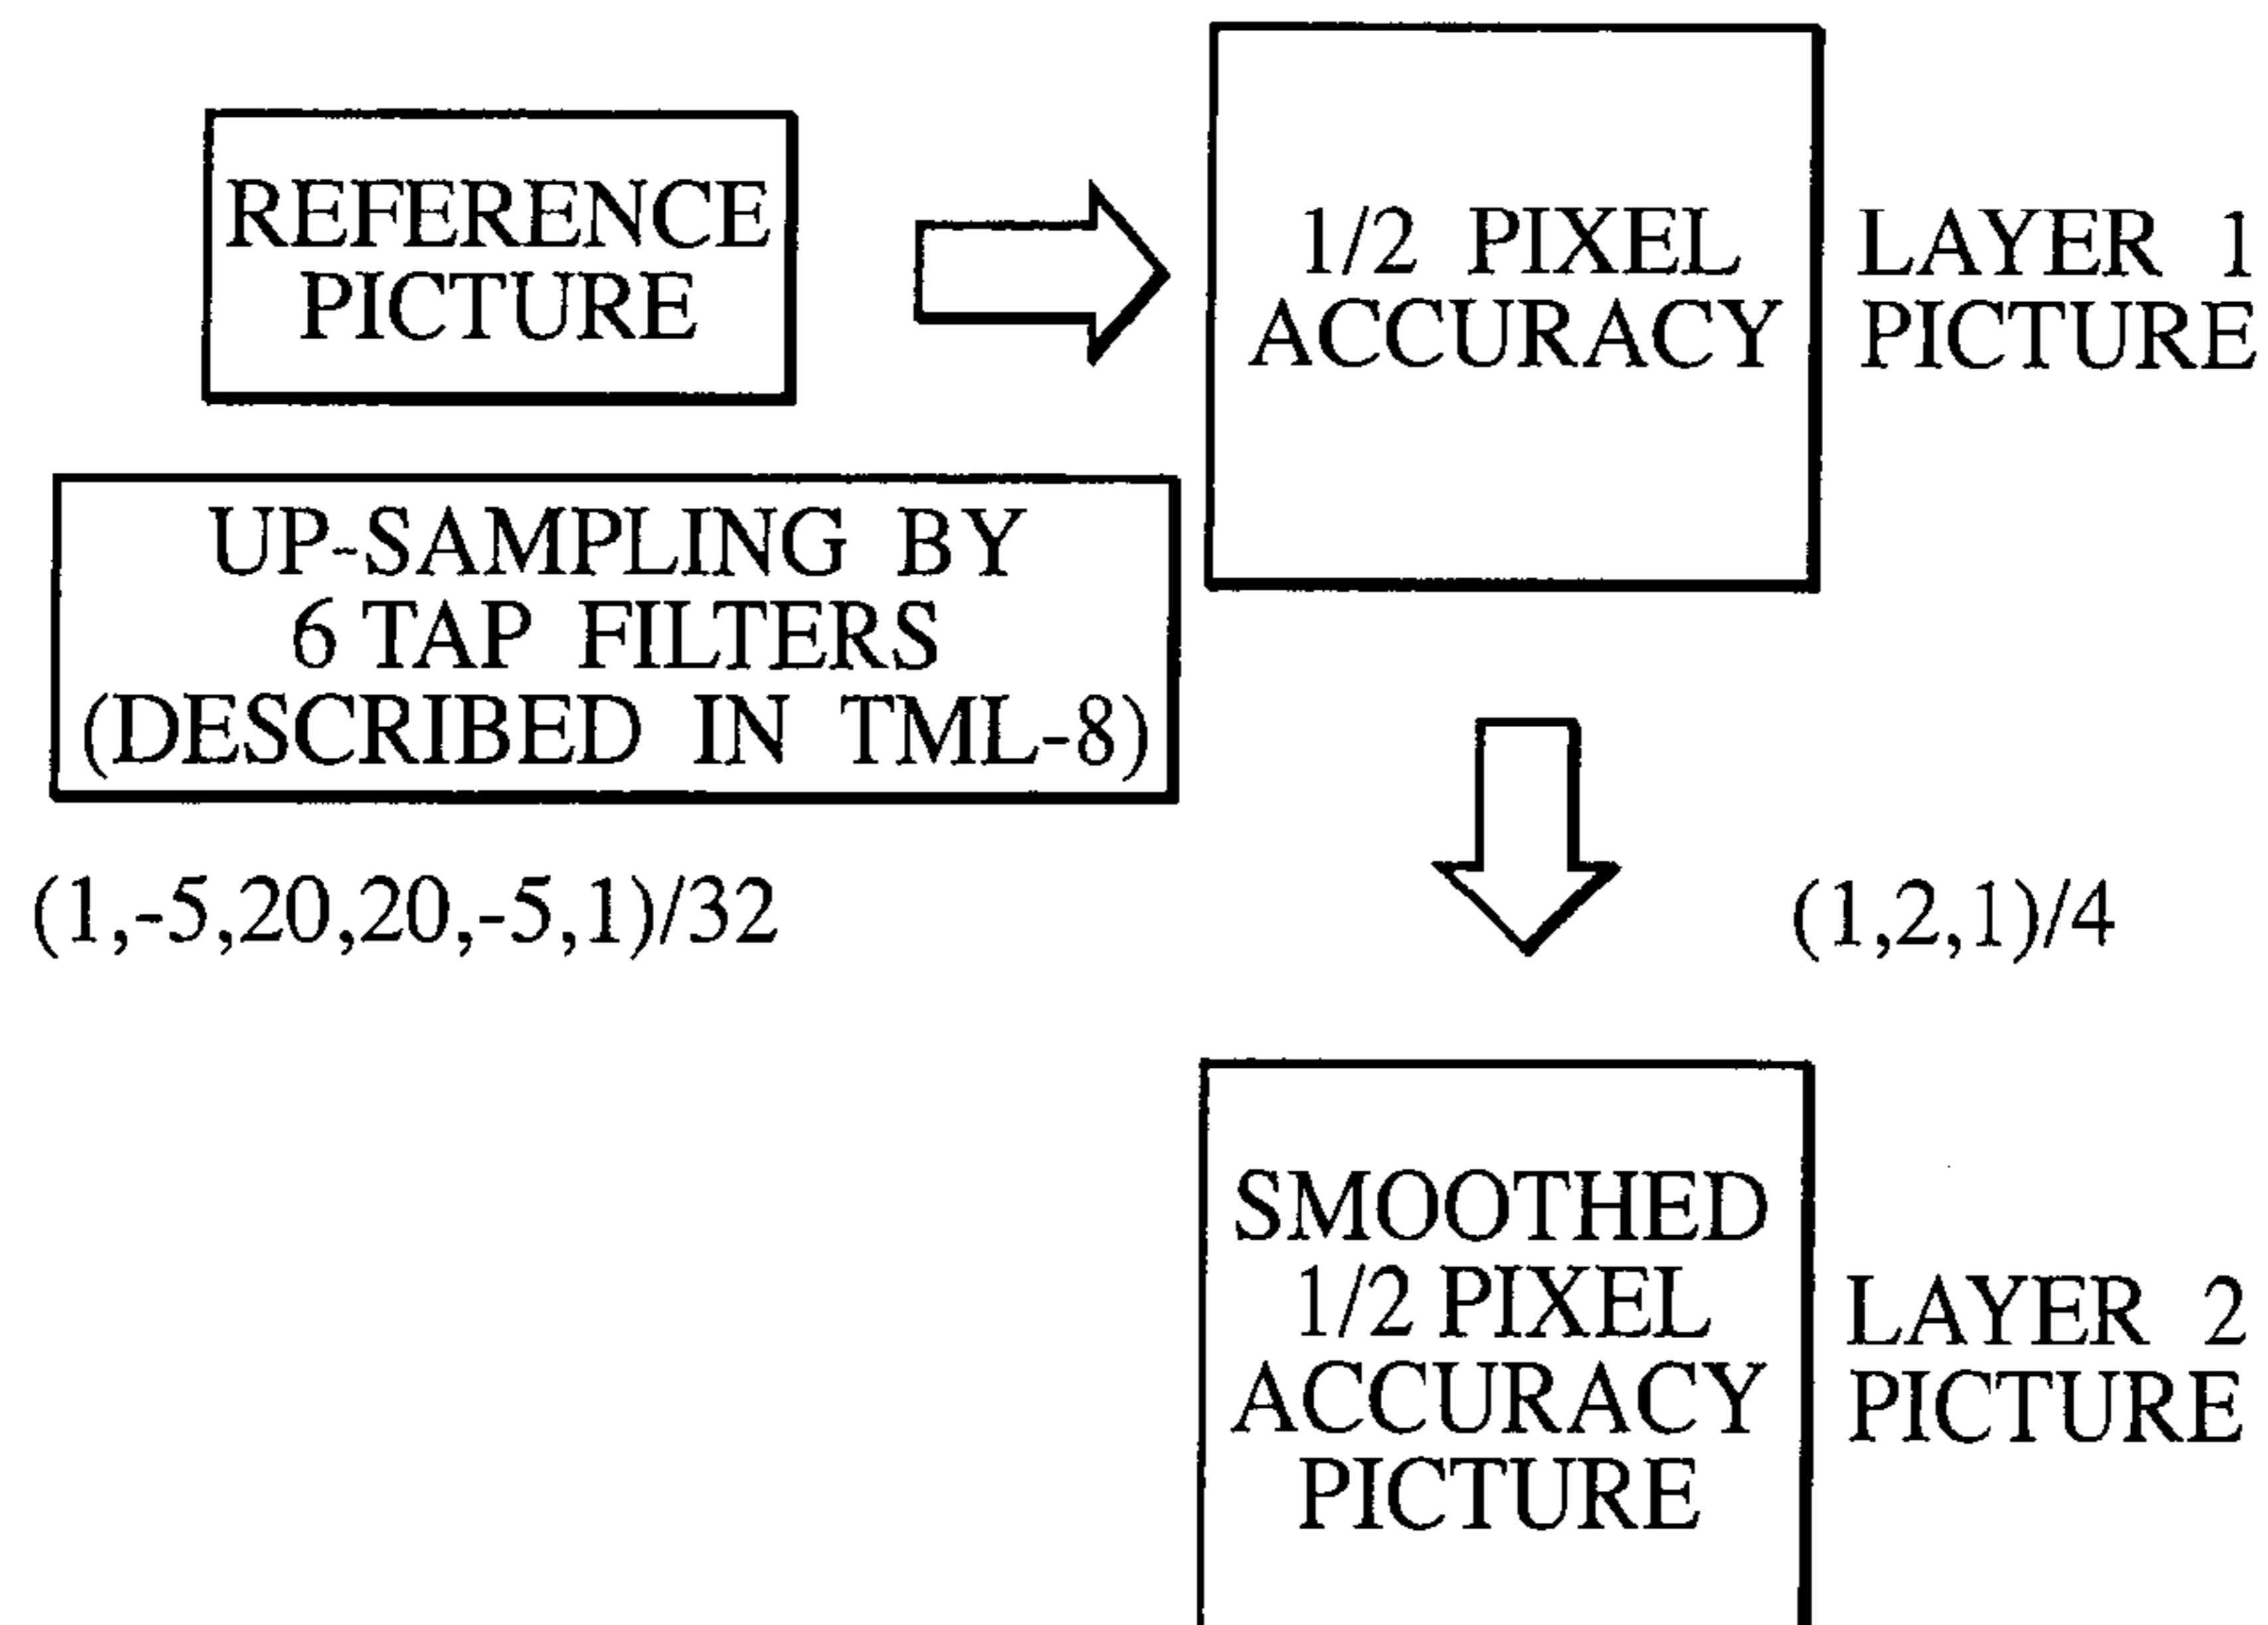 REFERENCE
PICTURE
1/2 PIXEL
ACCURACY
LAYER 1
PICTURE
UP-SAMPLING BY
6 TAP FILTERS
(DESCRIBED IN TML-8)
(1,-5,20,20,-5,1)/32
(1,2,1)/4
SMOOTHED
1/2 PIXEL
ACCURACY
PICTURE
LAYER 2
PICTURE